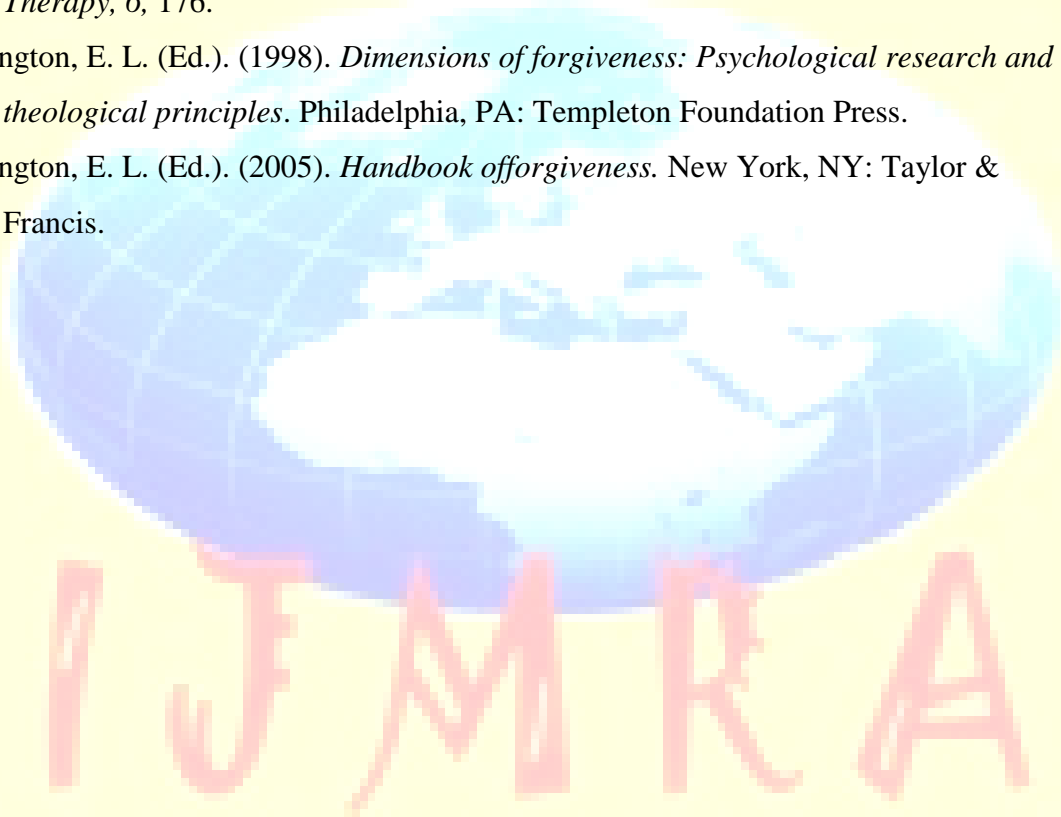 Therapy, 6, 176.
ngton, E. L. (Ed.). (1998). Dimensions of forgiveness: Psychological research and
theological principles. Philadelphia, PA: Templeton Foundation Press.
ngton, E. L. (Ed.). (2005). Handbook offorgiveness. New York, NY: Taylor &
Francis.
IJMRA